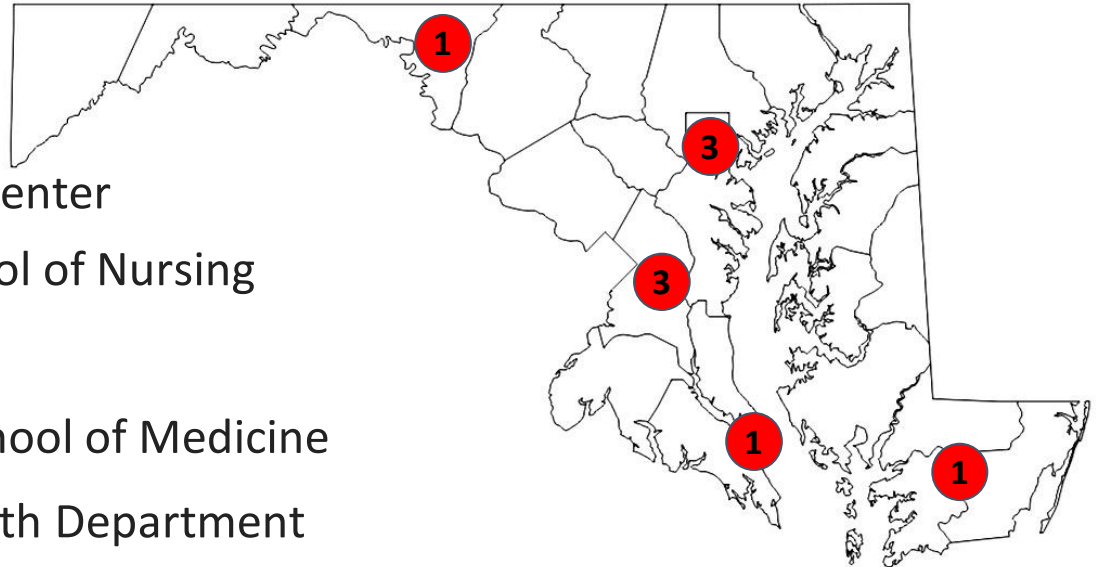 1
3
enter
ol of Nursing
3
hool of Medicine
1
1
th Department